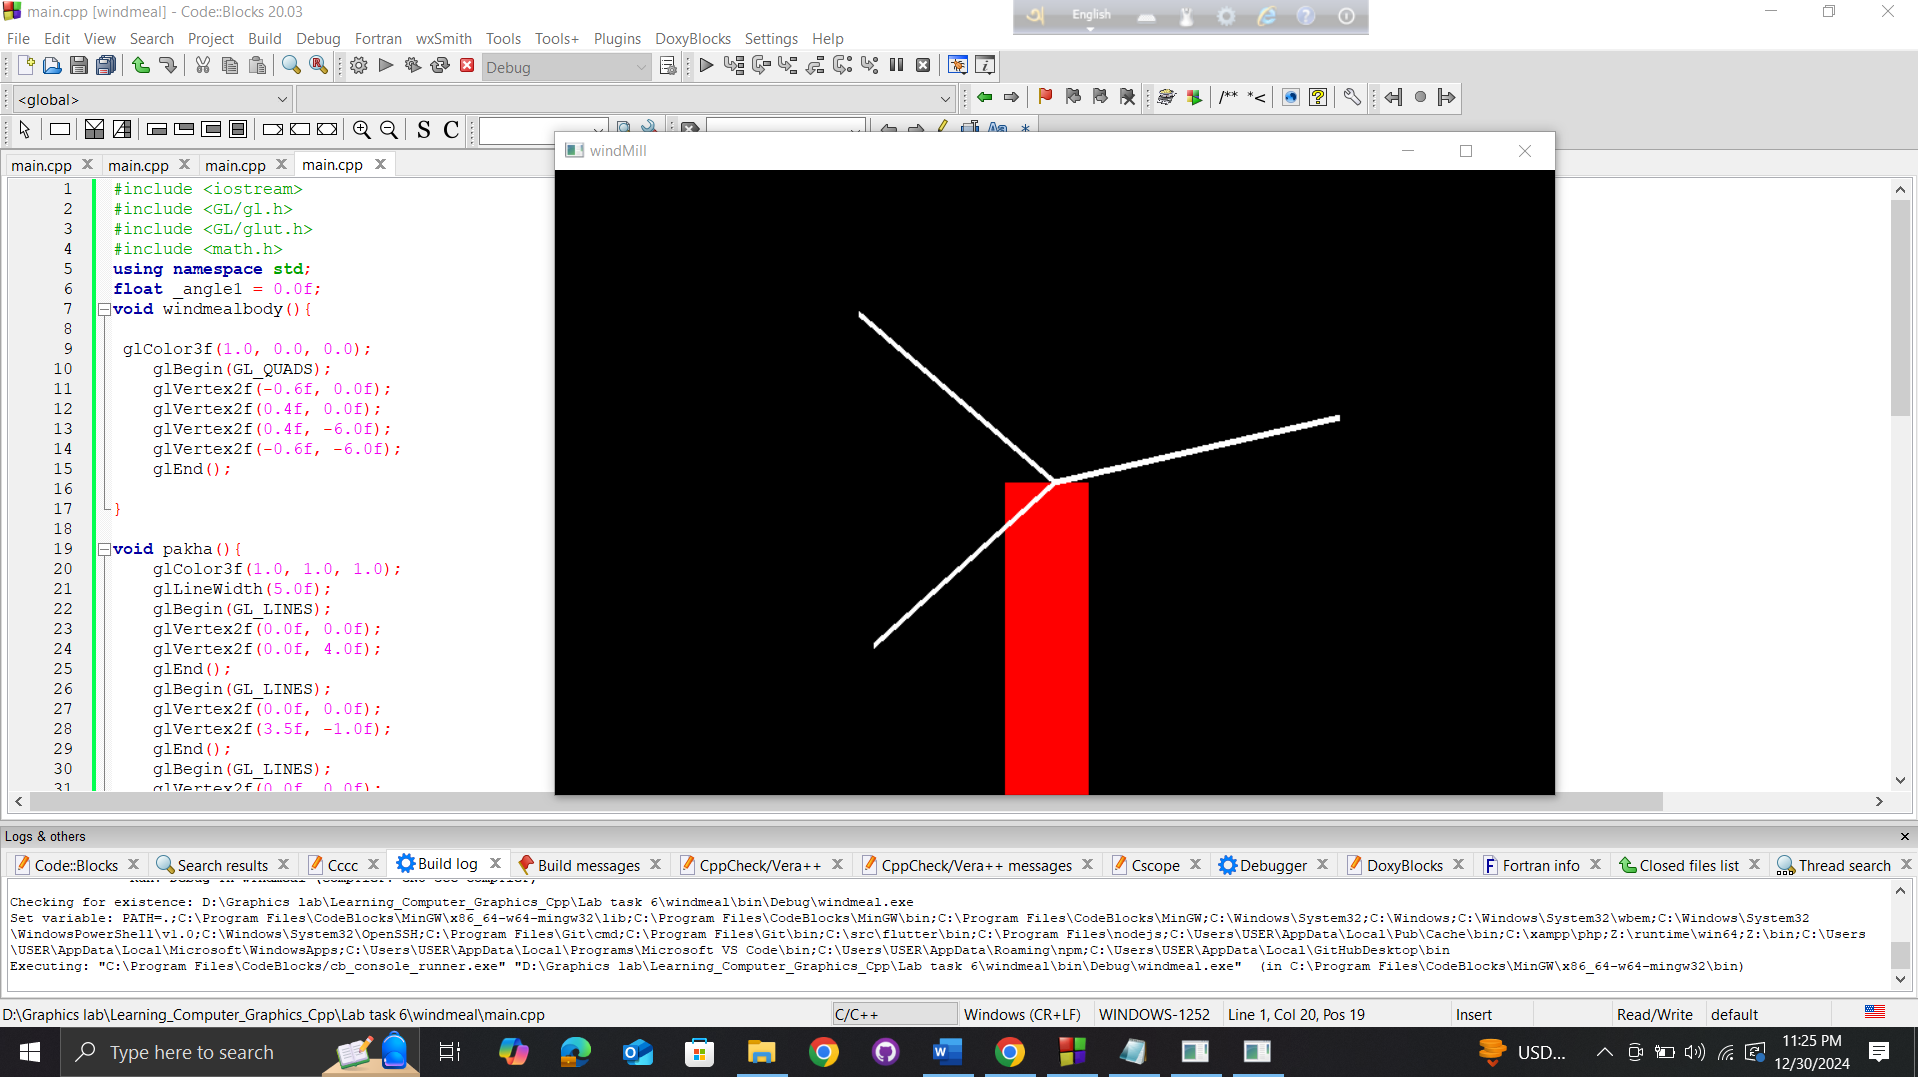 main.cpp [windmeal] - Code::Blocks 20.03
English
File Edit View Search Project Build Debug Fortran wxSmith Tools Tools+ Plugins DoxyBlocks Settings Help
Debug
<global>
/** *<
S C
main.cpp main.cpp main.cpp main.cpp
windMill
1 #include <iostream>
2 #include <GL/gl.h>
3 #include <GL/glut.h>
4 #include <math.h>
5 using namespace std;
6 float _angle1 = 0.0f;
7 void windmealbody(){
8
9 glColor3f(1.0, 0.0, 0.0);
10 glBegin(GL_QUADS);
11 glVertex2f(-0.6f, 0.0f);
12 glVertex2f(0.4f, 0.0f);
13 glVertex2f(0.4f, -6.0f);
14 glVertex2f(-0.6f, -6.0f);
15 glEnd();
16
17 }
18
19 void pakha(){
20 glColor3f(1.0, 1.0, 1.0);
21 glLineWidth(5.0f);
22 glBegin(GL_LINES);
23 glVertex2f(0.0f, 0.0f);
24 glVertex2f(0.0f, 4.0f);
25 glEnd();
26 glBegin(GL_LINES);
27 glVertex2f(0.0f, 0.0f);
28 glVertex2f(3.5f, -1.0f);
29 glEnd();
30 glBegin(GL_LINES);
31 glVertex2f(0.0f, 0.0f);
Logs & others
Code::Blocks Search results Cccc Build log Build messages CppCheck/Vera++ CppCheck/Vera++ messages Cscope Debugger DoxyBlocks Fortran info Closed files list Thread search
Checking for existence: D:\Graphics lab\Learning_Computer_Graphics_Cpp\Lab task 6\windmeal\bin\Debug\windmeal.exe
Set variable: PATH=.;C:\Program Files\CodeBlocks\MinGW\x86_64-w64-mingw32\lib;C:\Program Files\CodeBlocks\MinGW\bin;C:\Program Files\CodeBlocks\MinGW;C:\Windows\System32;C:\Windows;C:\Windows\System32\wbem;C:\Windows\System32
\WindowsPowerShell\v1.0;C:\Windows\System32\OpenSSH;C:\Program Files\Git\cmd;C:\Program Files\Git\bin;C:\src\flutter\bin;C:\Program Files\nodejs;C:\Users\USER\AppData\Local\Pub\Cache\bin;C:\xampp\php;Z:\runtime\win64;Z:\bin;C:\Users
\USER\AppData\Local\Microsoft\WindowsApps;C:\Users\USER\AppData\Local\Programs\Microsoft VS Code\bin;C:\Users\USER\AppData\Roaming\npm;C:\Users\USER\AppData\Local\GitHubDesktop\bin
Executing: "C:\Program Files\CodeBlocks/cb_console_runner.exe" "D:\Graphics lab\Learning_Computer_Graphics_Cpp\Lab task 6\windmeal\bin\Debug\windmeal.exe" (in C:\Program Files\CodeBlocks\MinGW\x86_64-w64-mingw32\bin)
D:\Graphics lab\Learning_Computer_Graphics_Cpp\Lab task 6\windmeal\main.cpp C/C++ Windows (CR+LF) WINDOWS-1252 Line 1, Col 20, Pos 19 Insert Read/Write default
Type here to search USD... 11:25 PM
12/30/2024